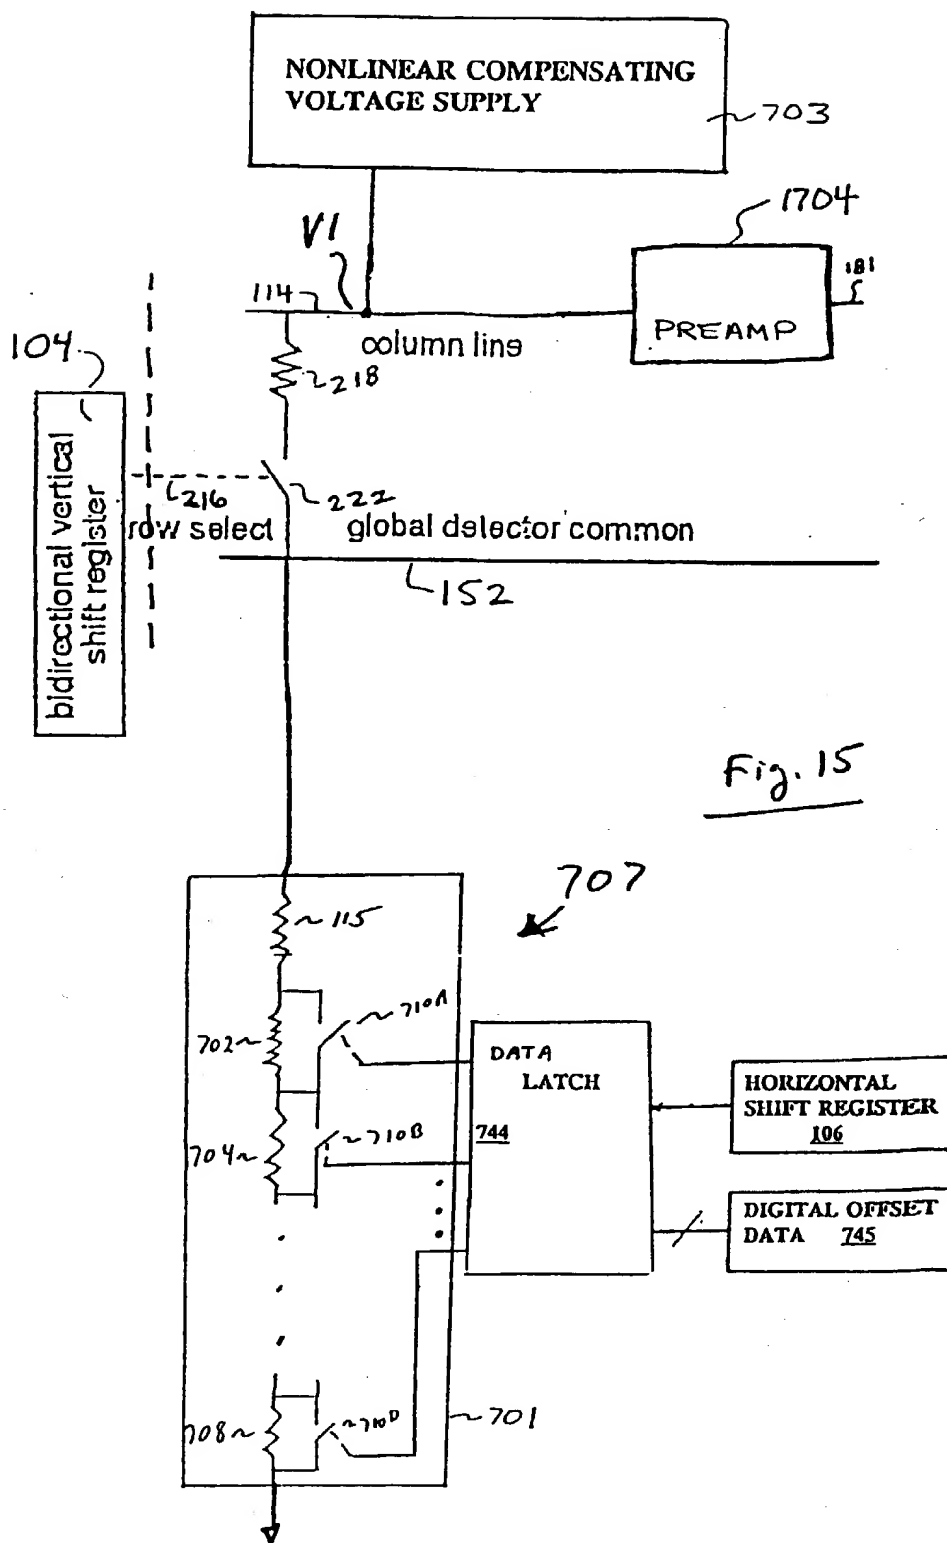 NONLINEAR COMPENSATING
VOLTAGE SUPPLY
703
1704
V1
181
114
PREAMP
column line
104
218
bidirectional vertical
shift register
216
222
row select
global detector common
152
Fig. 15
707
115
710A
702
DATA
LATCH
HORIZONTAL
SHIFT REGISTER
106
710B
744
704
DIGITAL OFFSET
DATA 745
708
710D
701